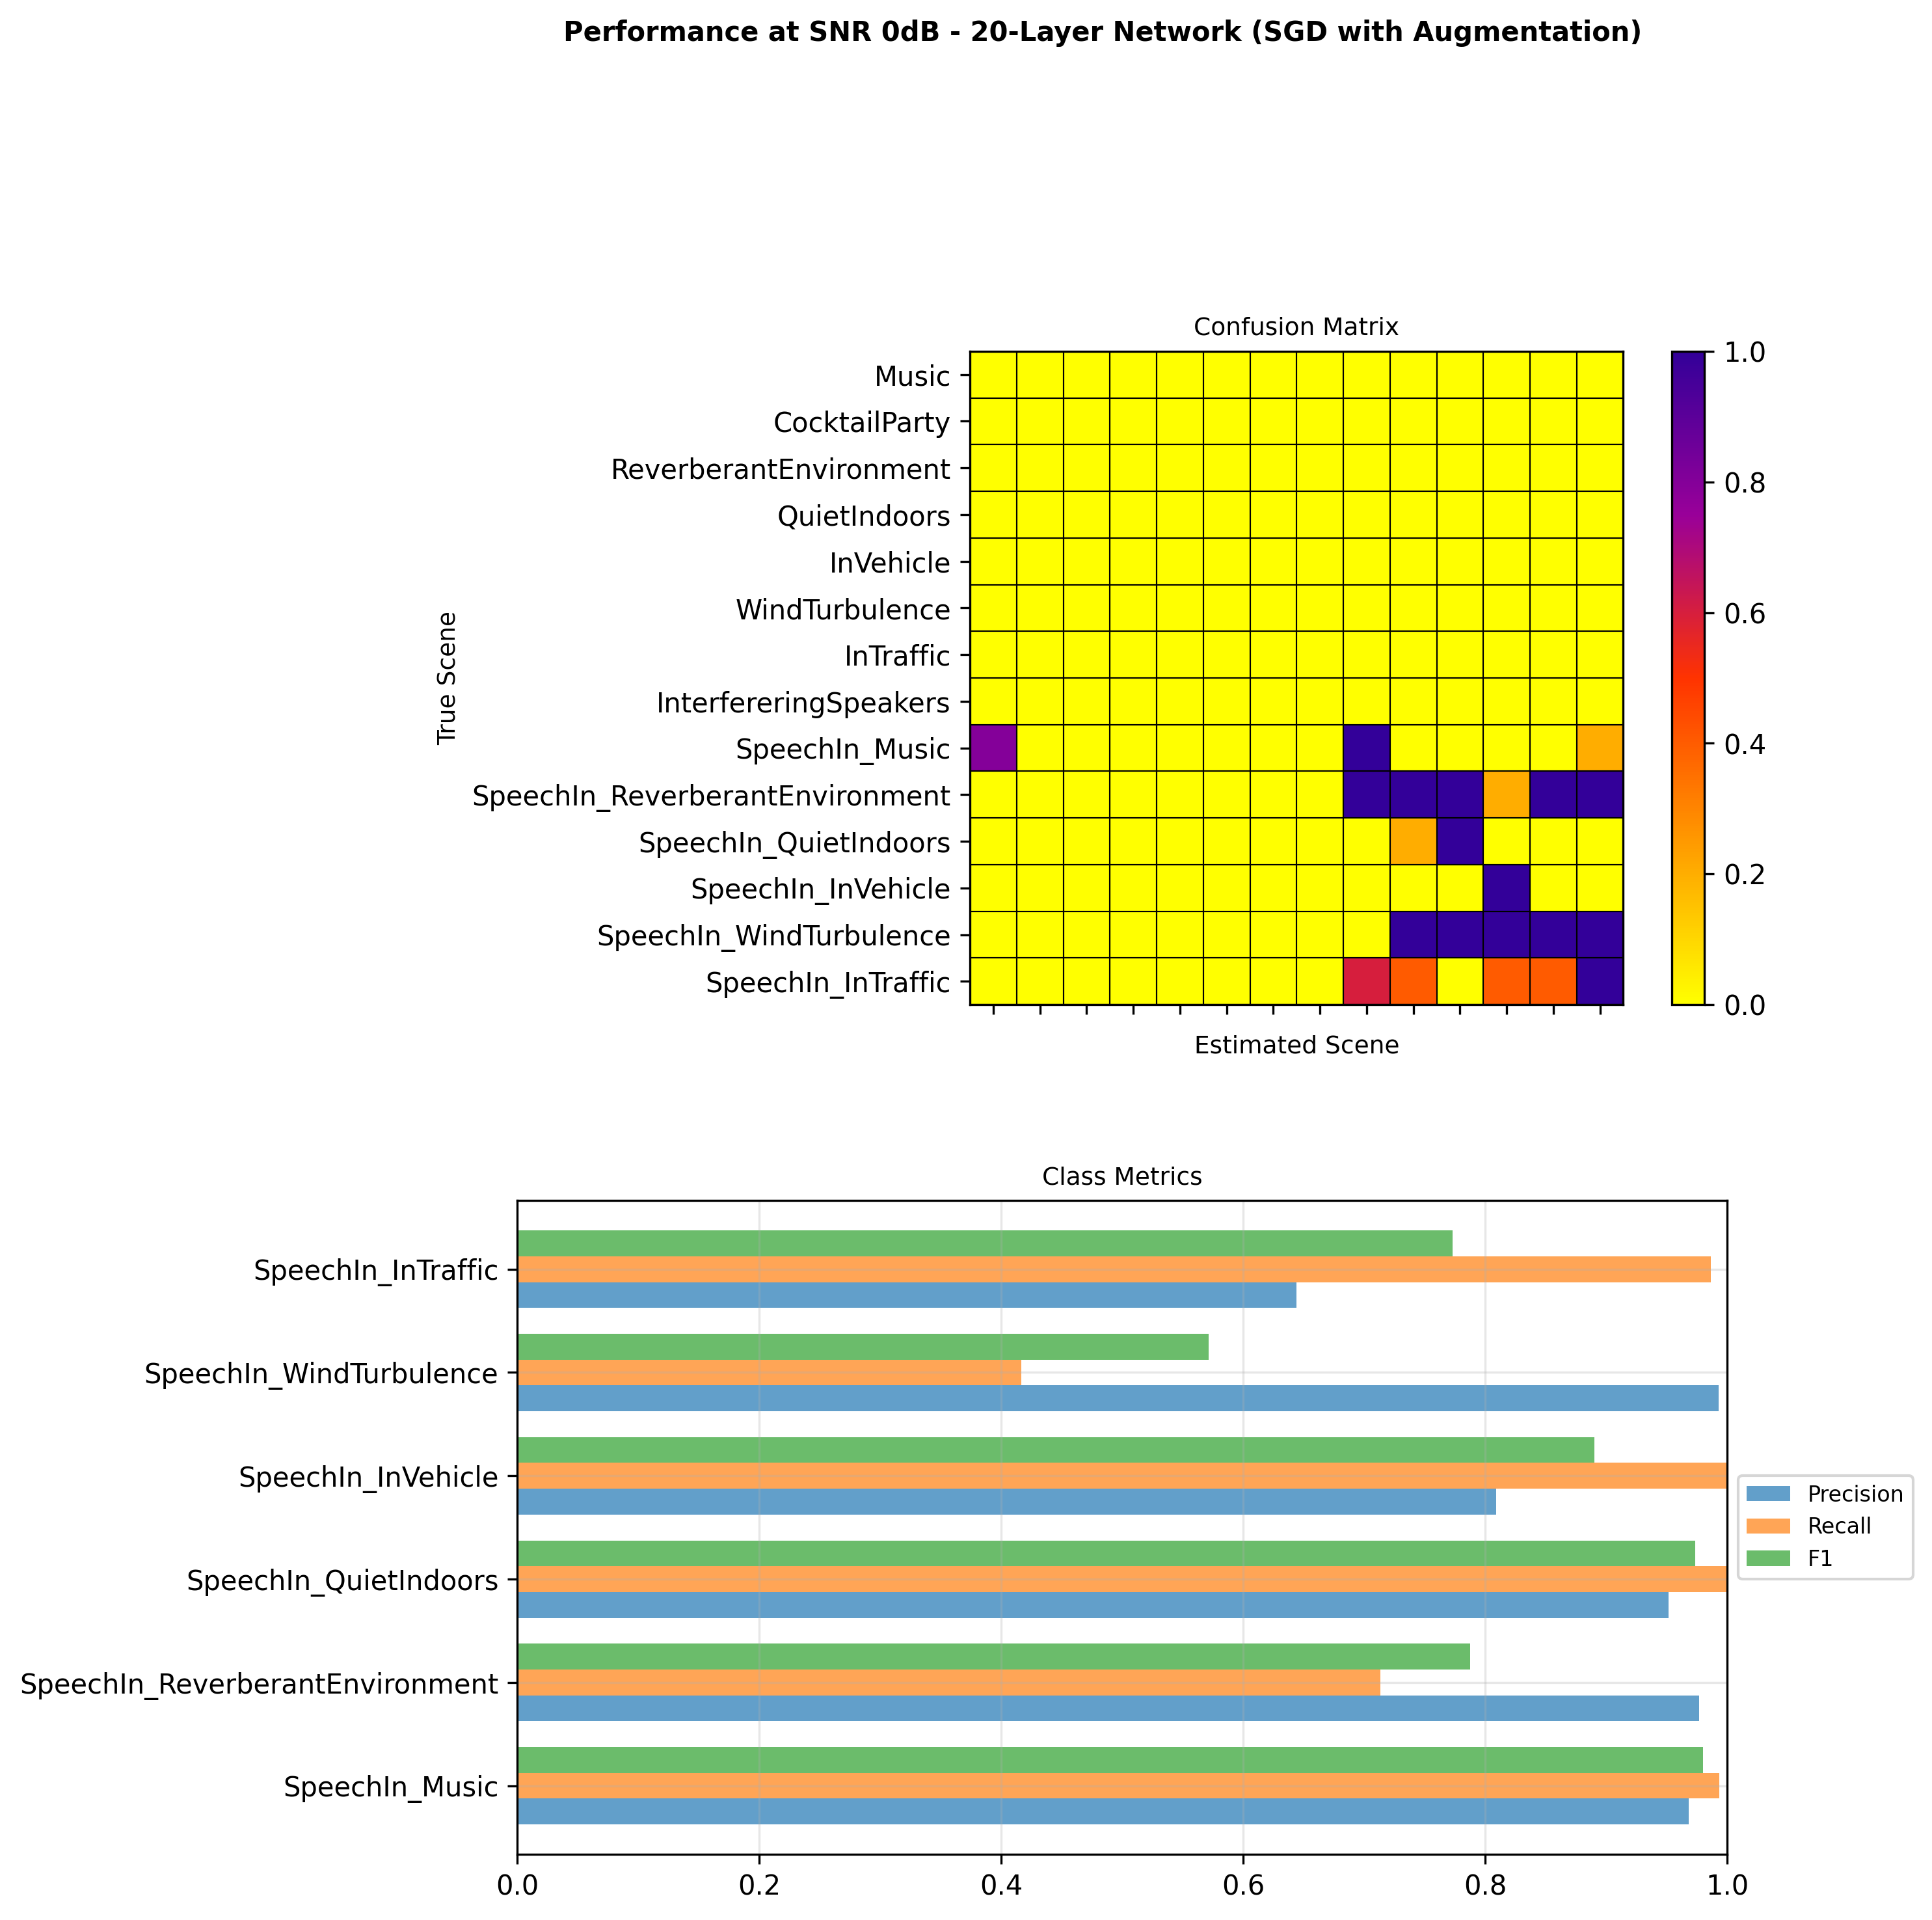 Performance at SNR 0dB - 20-Layer Network (SGD with Augmentation)
Confusion Matrix
True Scene
Music
CocktailParty
ReverberantEnvironment
QuietIndoors
InVehicle
WindTurbulence
InTraffic
InterfereringSpeakers
SpeechIn_Music
SpeechIn_ReverberantEnvironment
SpeechIn_QuietIndoors
SpeechIn_InVehicle
SpeechIn_WindTurbulence
SpeechIn_InTraffic
Estimated Scene
1.0
0.8
0.6
0.4
0.2
0.0
Class Metrics
SpeechIn_InTraffic
SpeechIn_WindTurbulence
SpeechIn_InVehicle
SpeechIn_QuietIndoors
SpeechIn_ReverberantEnvironment
SpeechIn_Music
0.0 0.2 0.4 0.6 0.8 1.0
Precision
Recall
F1